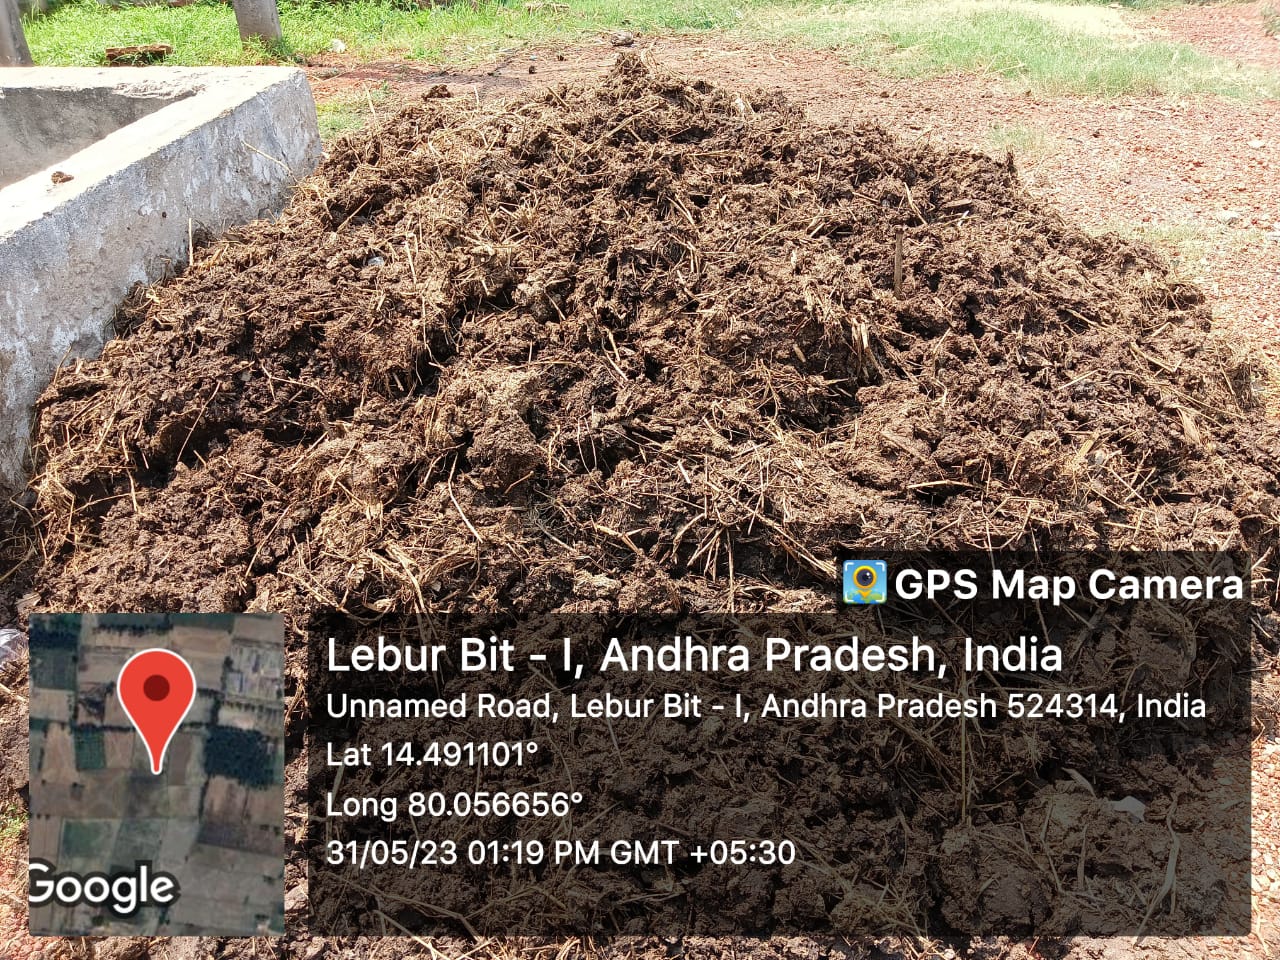 GPS Map Camera
Lebur Bit - I, Andhra Pradesh, India
Unnamed Road, Lebur Bit - I, Andhra Pradesh 524314, India
Lat 14.491101°
Long 80.056656°
31/05/23 01:19 PM GMT +05:30
Google